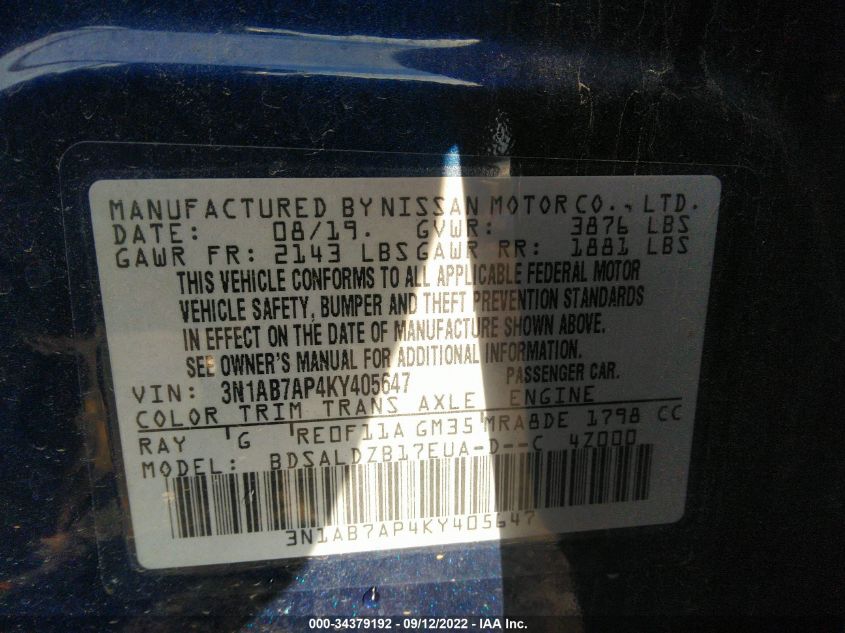 MANUFACTURED BY NISSAN MOTOR CO., LTD.
DATE: 08/19. GVWR: 3876 LBS
GAWR FR: 2143 LBS GAWR RR: 1881 LBS
THIS VEHICLE CONFORMS TO ALL APPLICABLE FEDERAL MOTOR
VEHICLE SAFETY, BUMPER AND THEFT PREVENTION STANDARDS
IN EFFECT ON THE DATE OF MANUFACTURE SHOWN ABOVE.
SEE OWNER'S MANUAL FOR ADDITIONAL INFORMATION.
VIN: 3N1AB7AP4KY405647 PASSENGER CAR.
COLOR TRIM TRANS AXLE ENGINE
RAY G RE0F11A GM35 MRA8DE 1798 CC
MODEL: BDSALDZB17EUA-D--C 4Z000
3N1AB7AP4KY405647
000-34379192 - 09/12/2022 - IAA Inc.